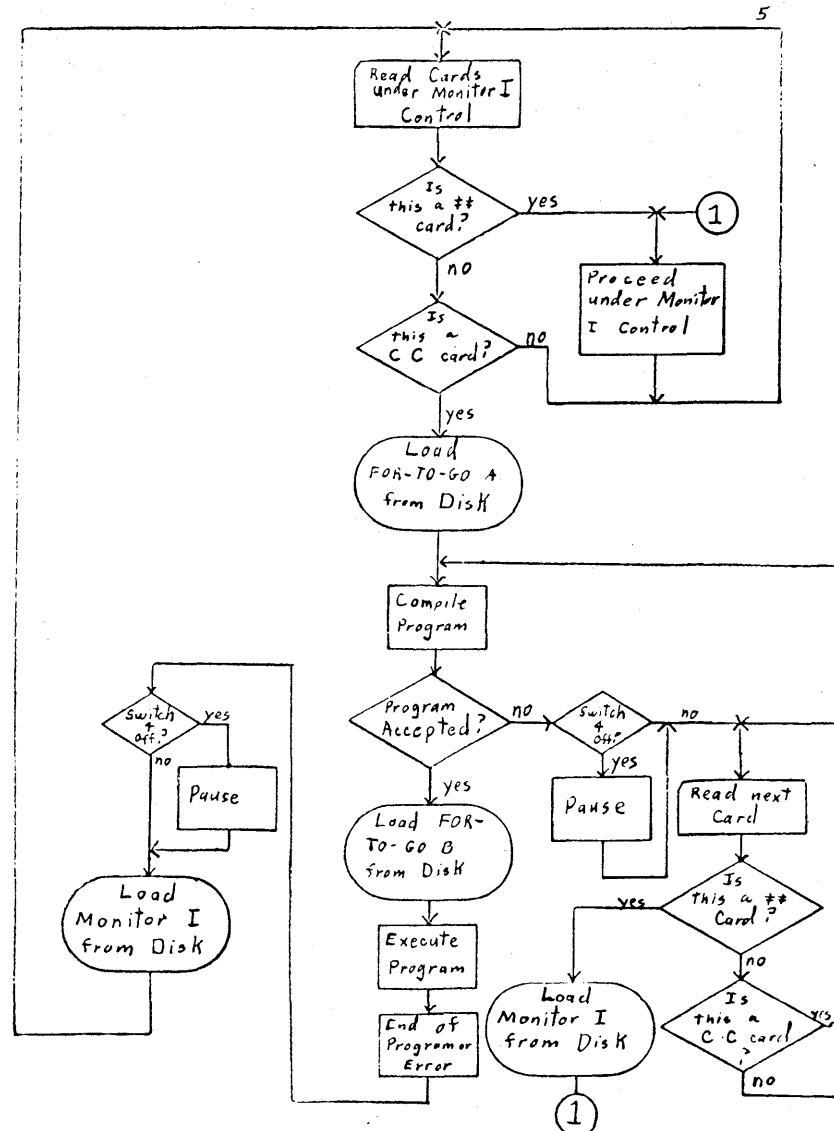 5
Read Cards
under Monitor I
Control
Is
this a ‡‡
card?
yes
1
no
Proceed
under Monitor
I Control
Is
this a
C C card?
no
yes
Load
FOR-TO-GO A
from Disk
Compile
Program
Program
Accepted?
no
Switch
4
off?
no
yes
Pause
Read next
Card
Switch
4
off?
yes
no
Pause
yes
Load FOR-
TO-GO B
from Disk
Load
Monitor I
from Disk
Is
this a ‡‡
Card?
yes
no
Execute
Program
End of
Program or
Error
Load
Monitor I
from Disk
Is
this a
C C card
?
yes
no
1